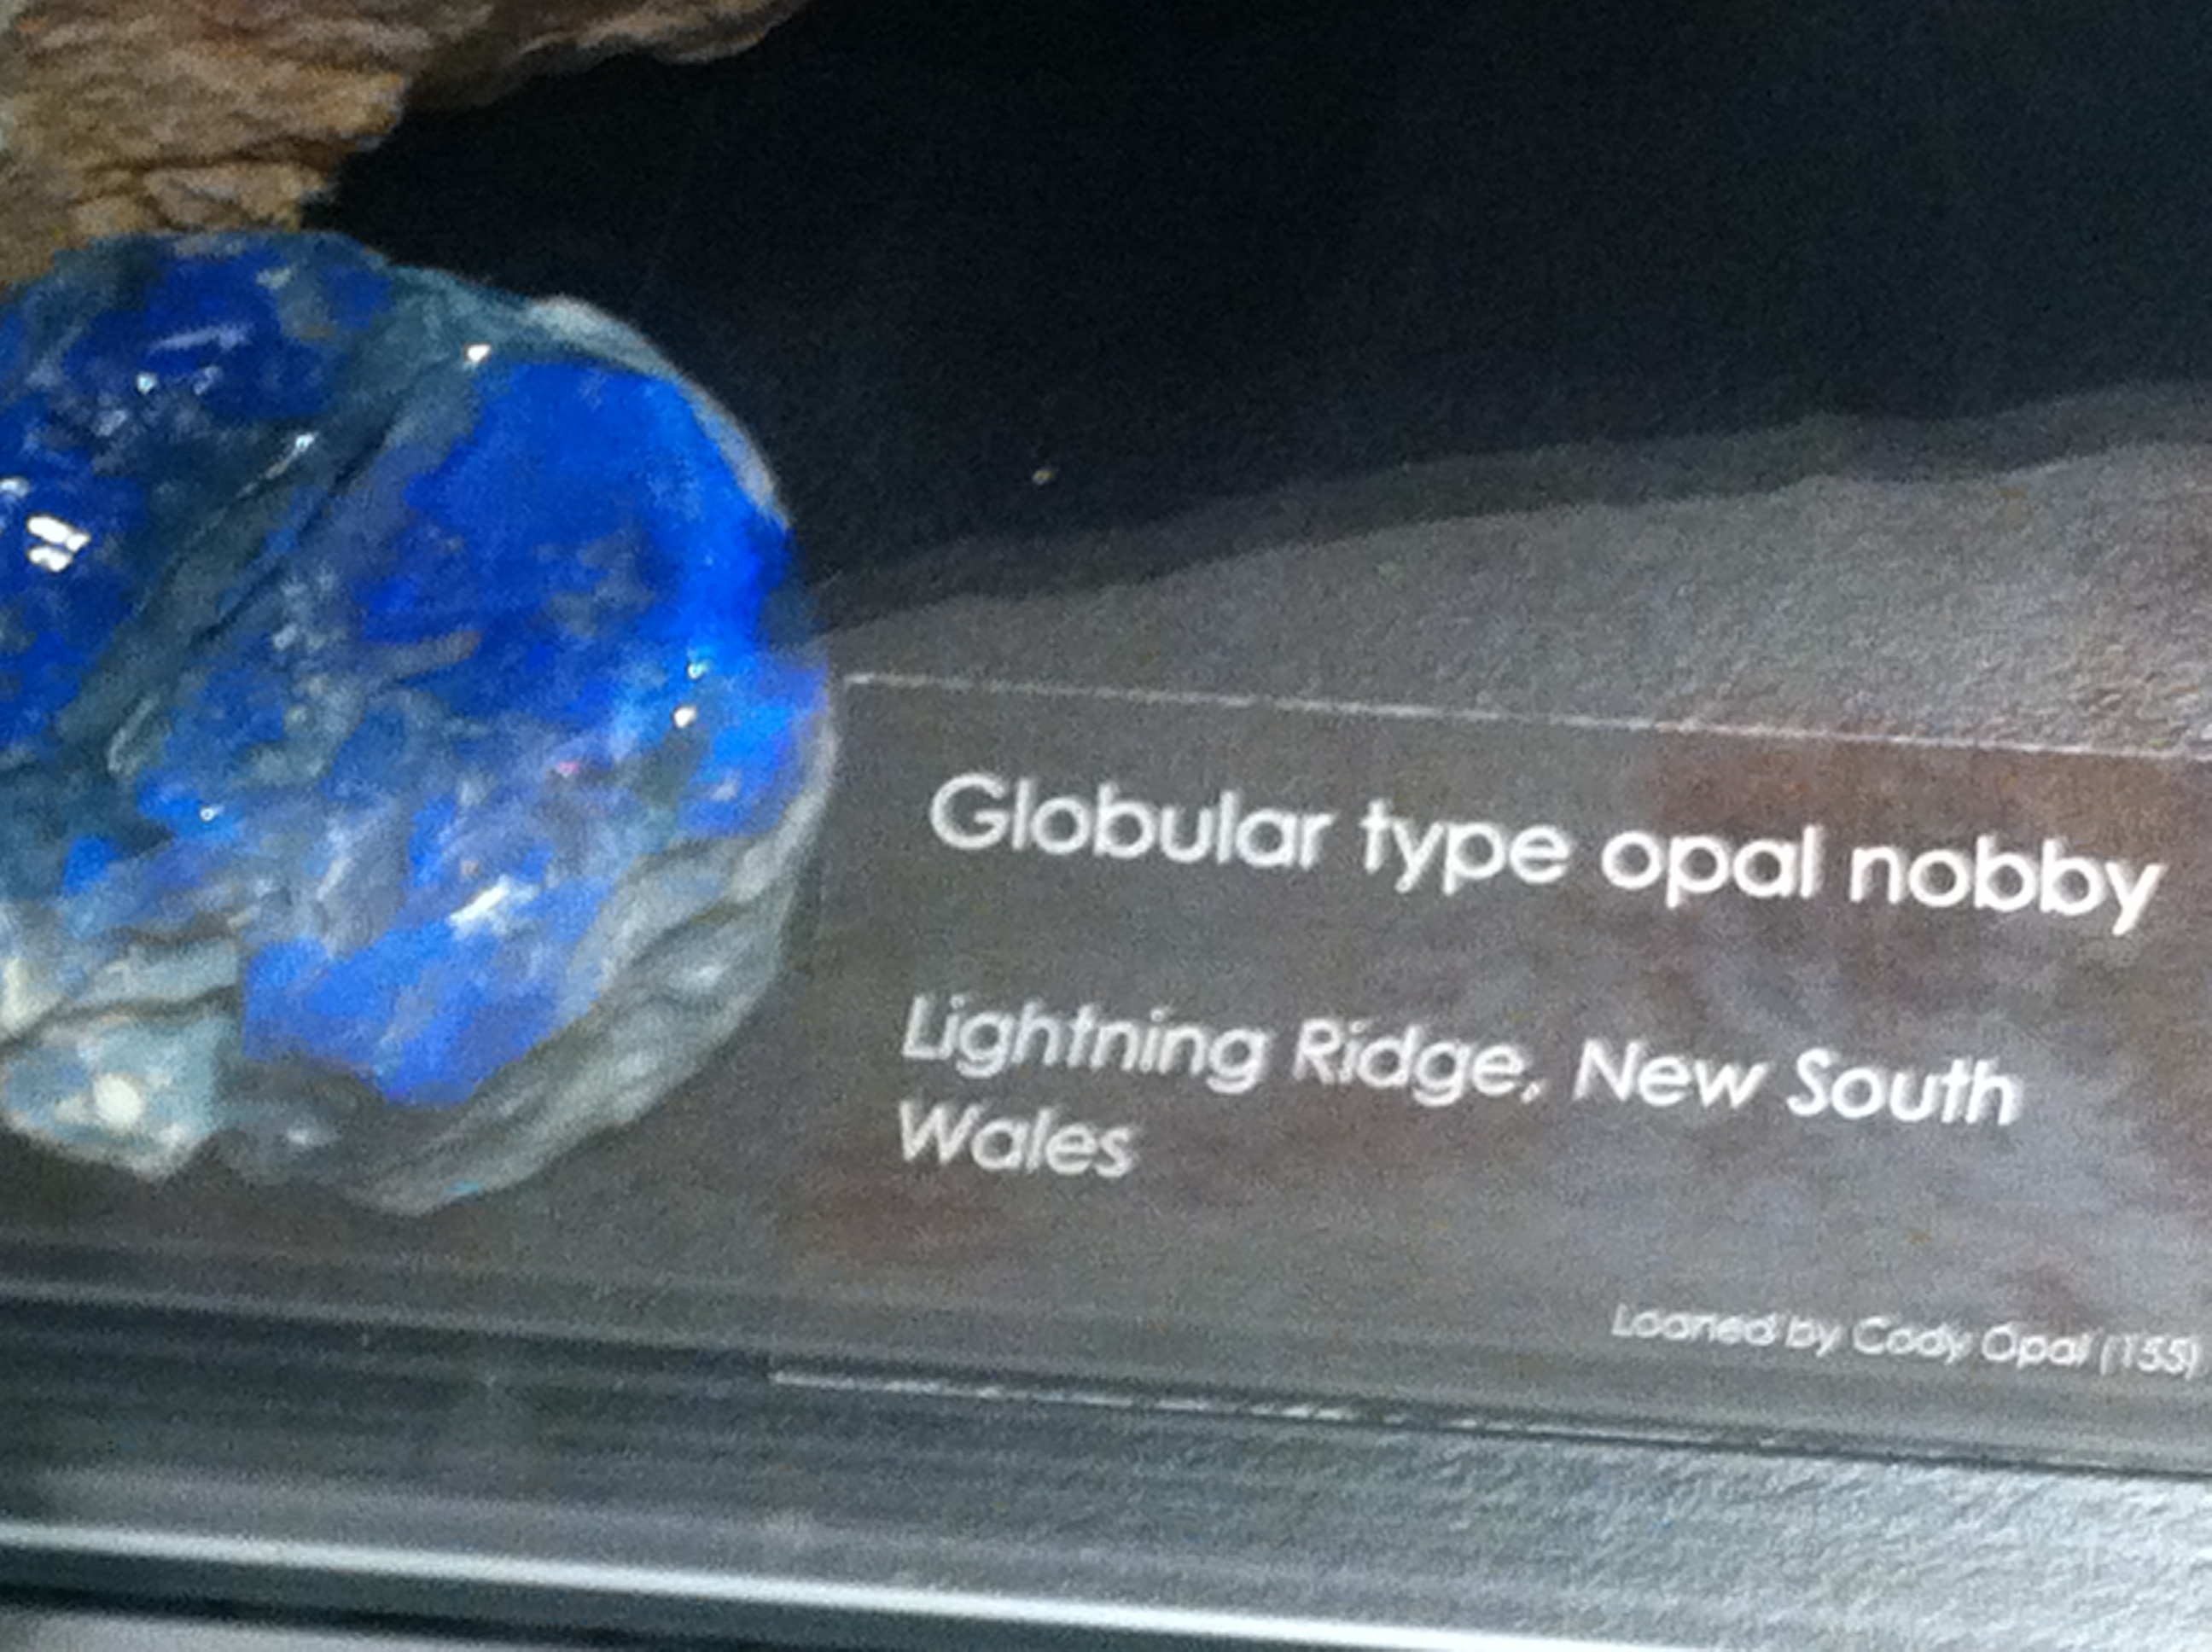 Globular type opal nobby
Lightning Ridge, New South
Wales
Loaned by Cody Opal (155)